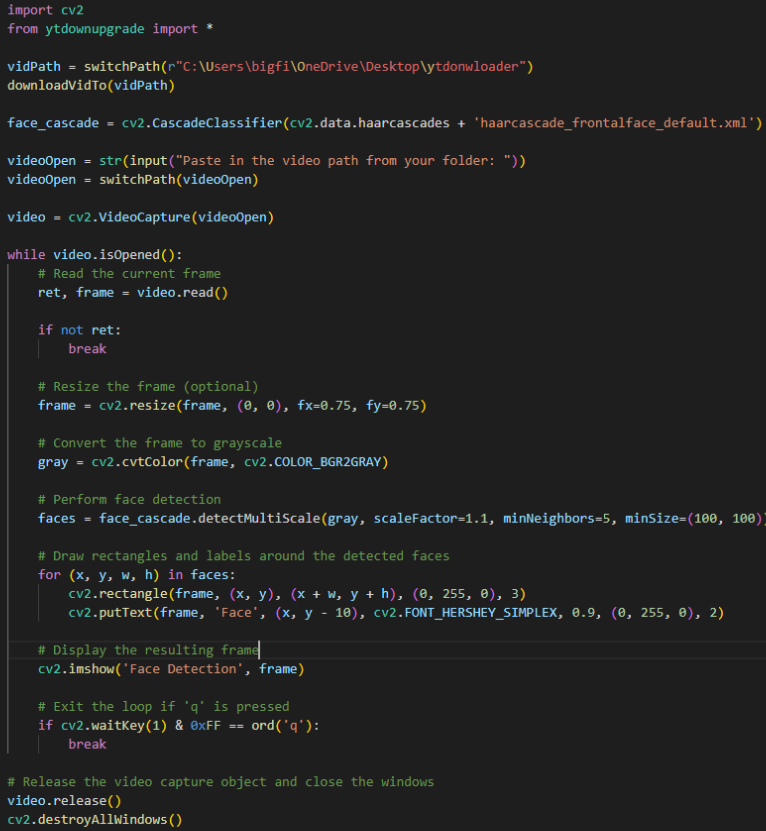 import cv2
from ytdownupgrade import *
vidPath = switchPath(r"C:\Users\bigfi\OneDrive\Desktop\ytdonwloader")
downloadVidTo(vidPath)
face_cascade = cv2.CascadeClassifier(cv2.data.haarcascades + 'haarcascade_frontalface_default.xml')
videoOpen = str(input("Paste in the video path from your folder: "))
videoOpen = switchPath(videoOpen)
video = cv2.VideoCapture(videoOpen)
while video.isOpened():
    # Read the current frame
    ret, frame = video.read()
    if not ret:
        break
    # Resize the frame (optional)
    frame = cv2.resize(frame, (0, 0), fx=0.75, fy=0.75)
    # Convert the frame to grayscale
    gray = cv2.cvtColor(frame, cv2.COLOR_BGR2GRAY)
    # Perform face detection
    faces = face_cascade.detectMultiScale(gray, scaleFactor=1.1, minNeighbors=5, minSize=(100, 100))
    # Draw rectangles and labels around the detected faces
    for (x, y, w, h) in faces:
        cv2.rectangle(frame, (x, y), (x + w, y + h), (0, 255, 0), 3)
        cv2.putText(frame, 'Face', (x, y - 10), cv2.FONT_HERSHEY_SIMPLEX, 0.9, (0, 255, 0), 2)
    # Display the resulting frame
    cv2.imshow('Face Detection', frame)
    # Exit the loop if 'q' is pressed
    if cv2.waitKey(1) & 0xFF == ord('q'):
        break
# Release the video capture object and close the windows
video.release()
cv2.destroyAllWindows()